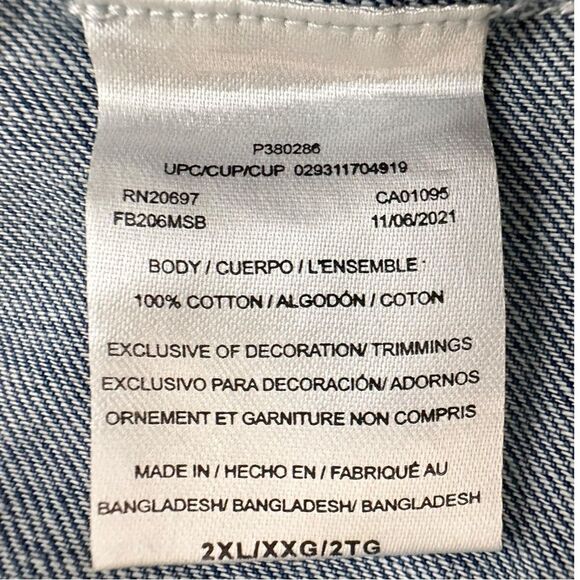 P380286
UPC/CUP/CUP 029311704919
RN20697 CA01095
FB206MSB 11/06/2021
BODY / CUERPO / L'ENSEMBLE :
100% COTTON / ALGODÓN / COTON
EXCLUSIVE OF DECORATION/ TRIMMINGS
EXCLUSIVO PARA DECORACIÓN/ ADORNOS
ORNEMENT ET GARNITURE NON COMPRIS
MADE IN / HECHO EN / FABRIQUÉ AU
BANGLADESH/ BANGLADESH/ BANGLADESH
2XL/XXG/2TG